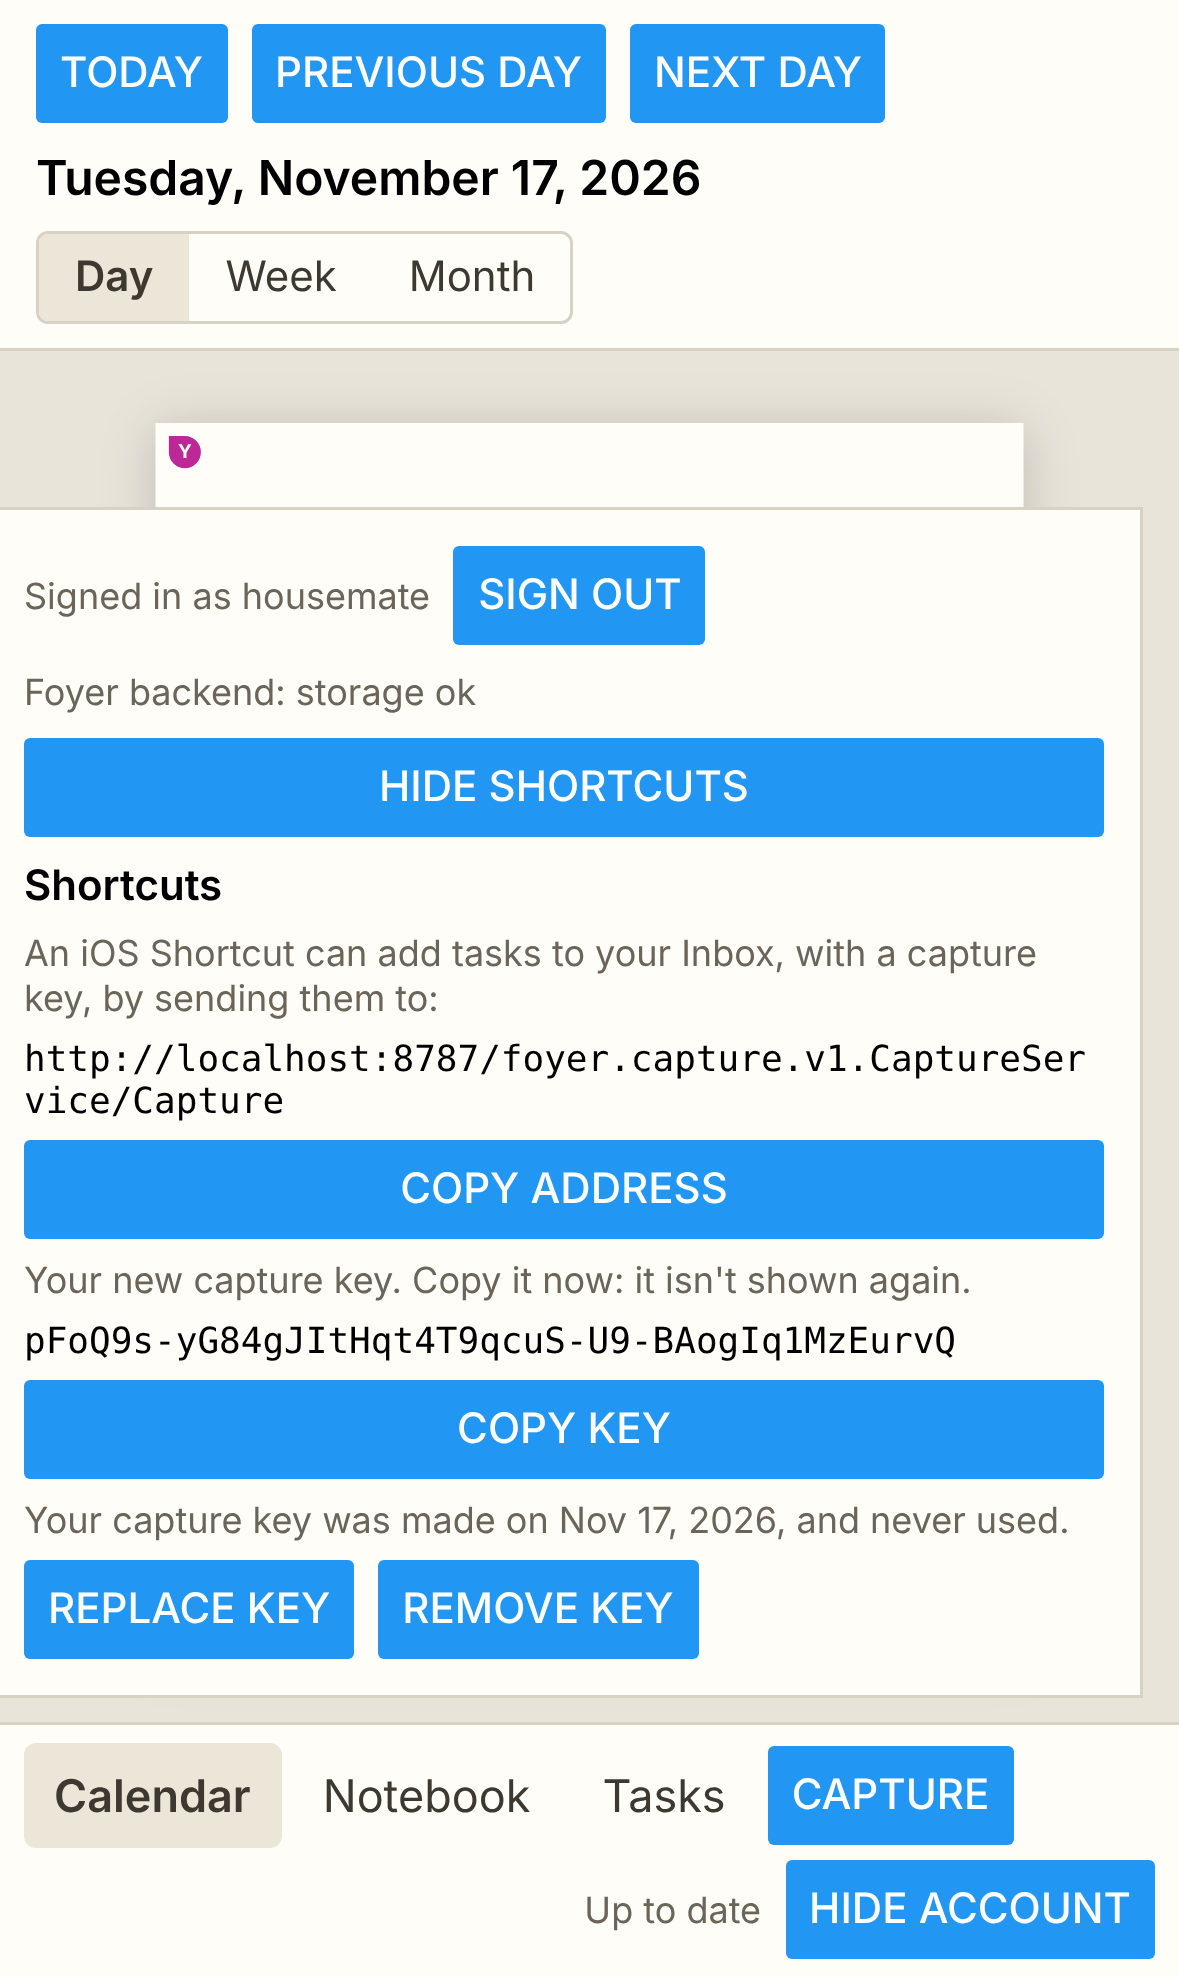 TODAY PREVIOUS DAY NEXT DAY
Tuesday, November 17, 2026
Day Week Month
Y
Signed in as housemate SIGN OUT
Foyer backend: storage ok
HIDE SHORTCUTS
Shortcuts
An iOS Shortcut can add tasks to your Inbox, with a capture
key, by sending them to:
http://localhost:8787/foyer.capture.v1.CaptureSer
vice/Capture
COPY ADDRESS
Your new capture key. Copy it now: it isn't shown again.
pFoQ9s-yG84gJItHqt4T9qcuS-U9-BAogIq1MzEurvQ
COPY KEY
Your capture key was made on Nov 17, 2026, and never used.
REPLACE KEY REMOVE KEY
Calendar Notebook Tasks CAPTURE
Up to date HIDE ACCOUNT